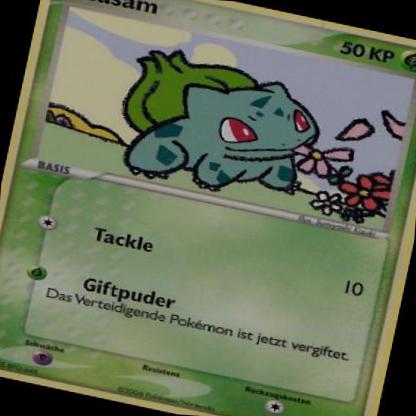 50 KP
BASIS
Tackle
10
Giftpuder
Das Verteidigende Pokémon ist jetzt vergiftet.
Schwäche
Resistenz
Rückzugskosten